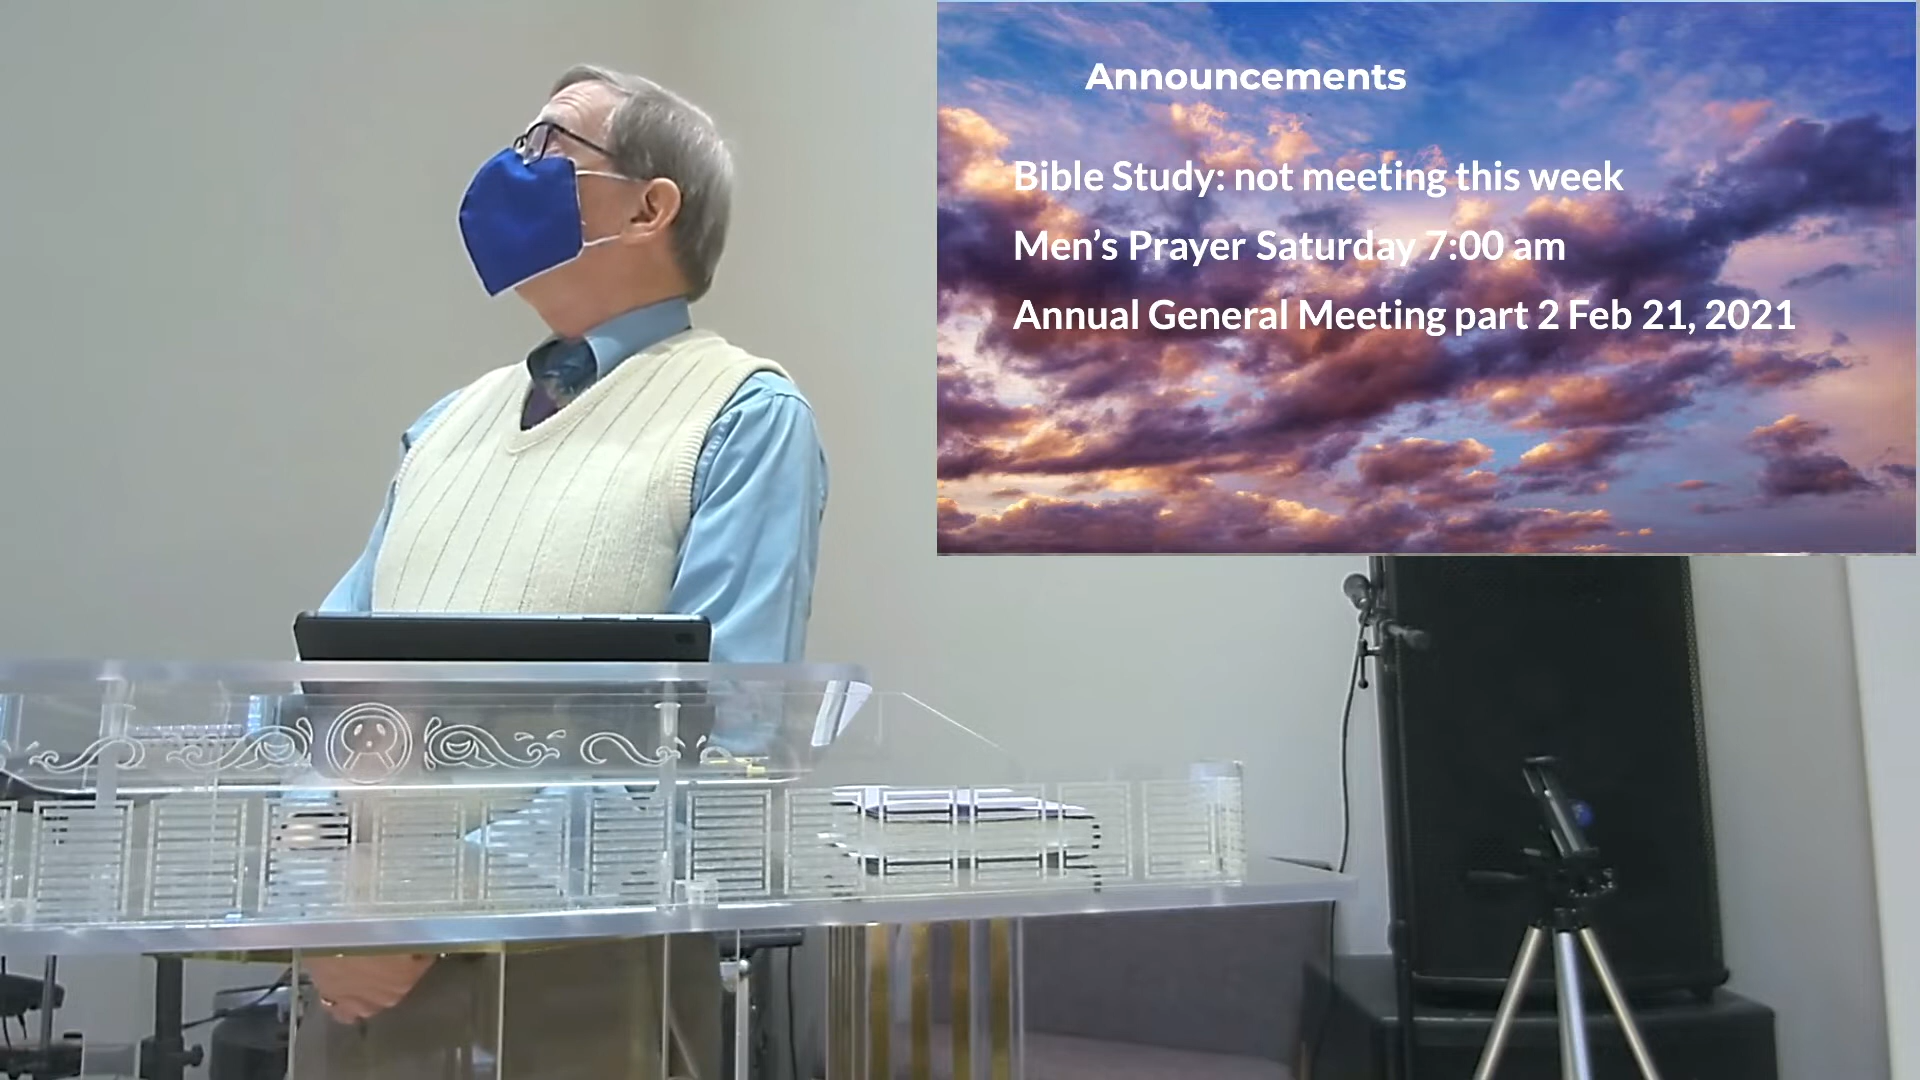 Announcements
Bible Study: not meeting this week
Men’s Prayer Saturday 7:00 am
Annual General Meeting part 2 Feb 21, 2021